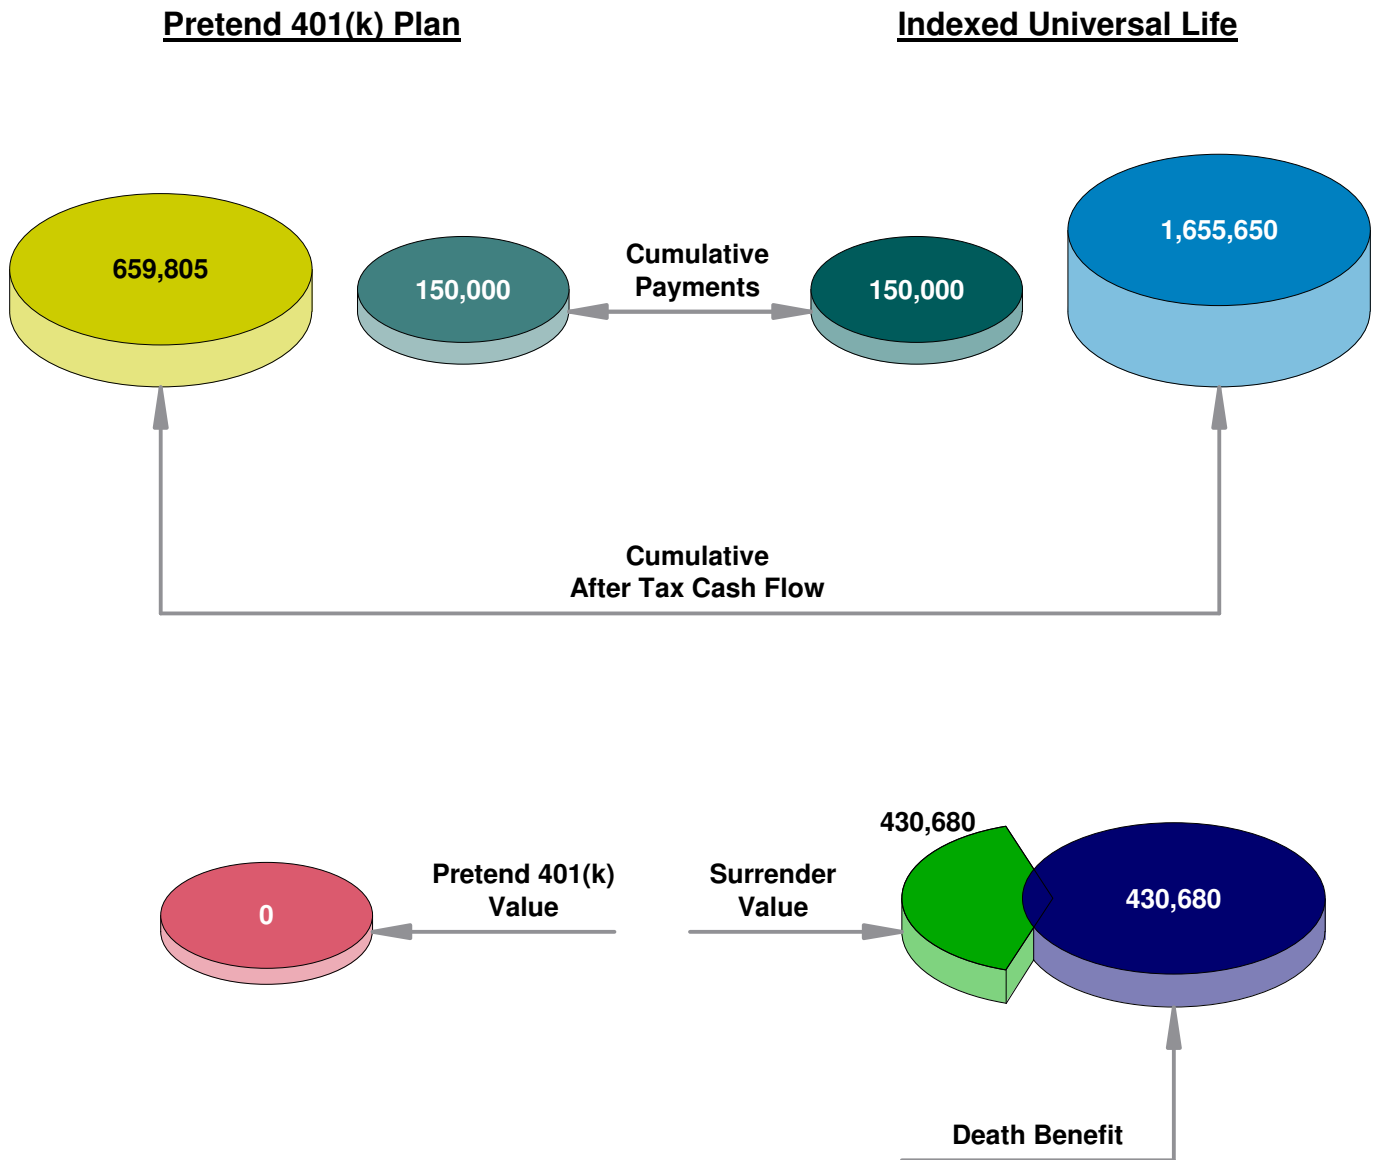 Pretend 401(k) Plan
Indexed Universal Life
659,805
150,000
Cumulative
Payments
150,000
1,655,650
Cumulative
After Tax Cash Flow
0
Pretend 401(k)
Value
Surrender
Value
430,680
430,680
Death Benefit